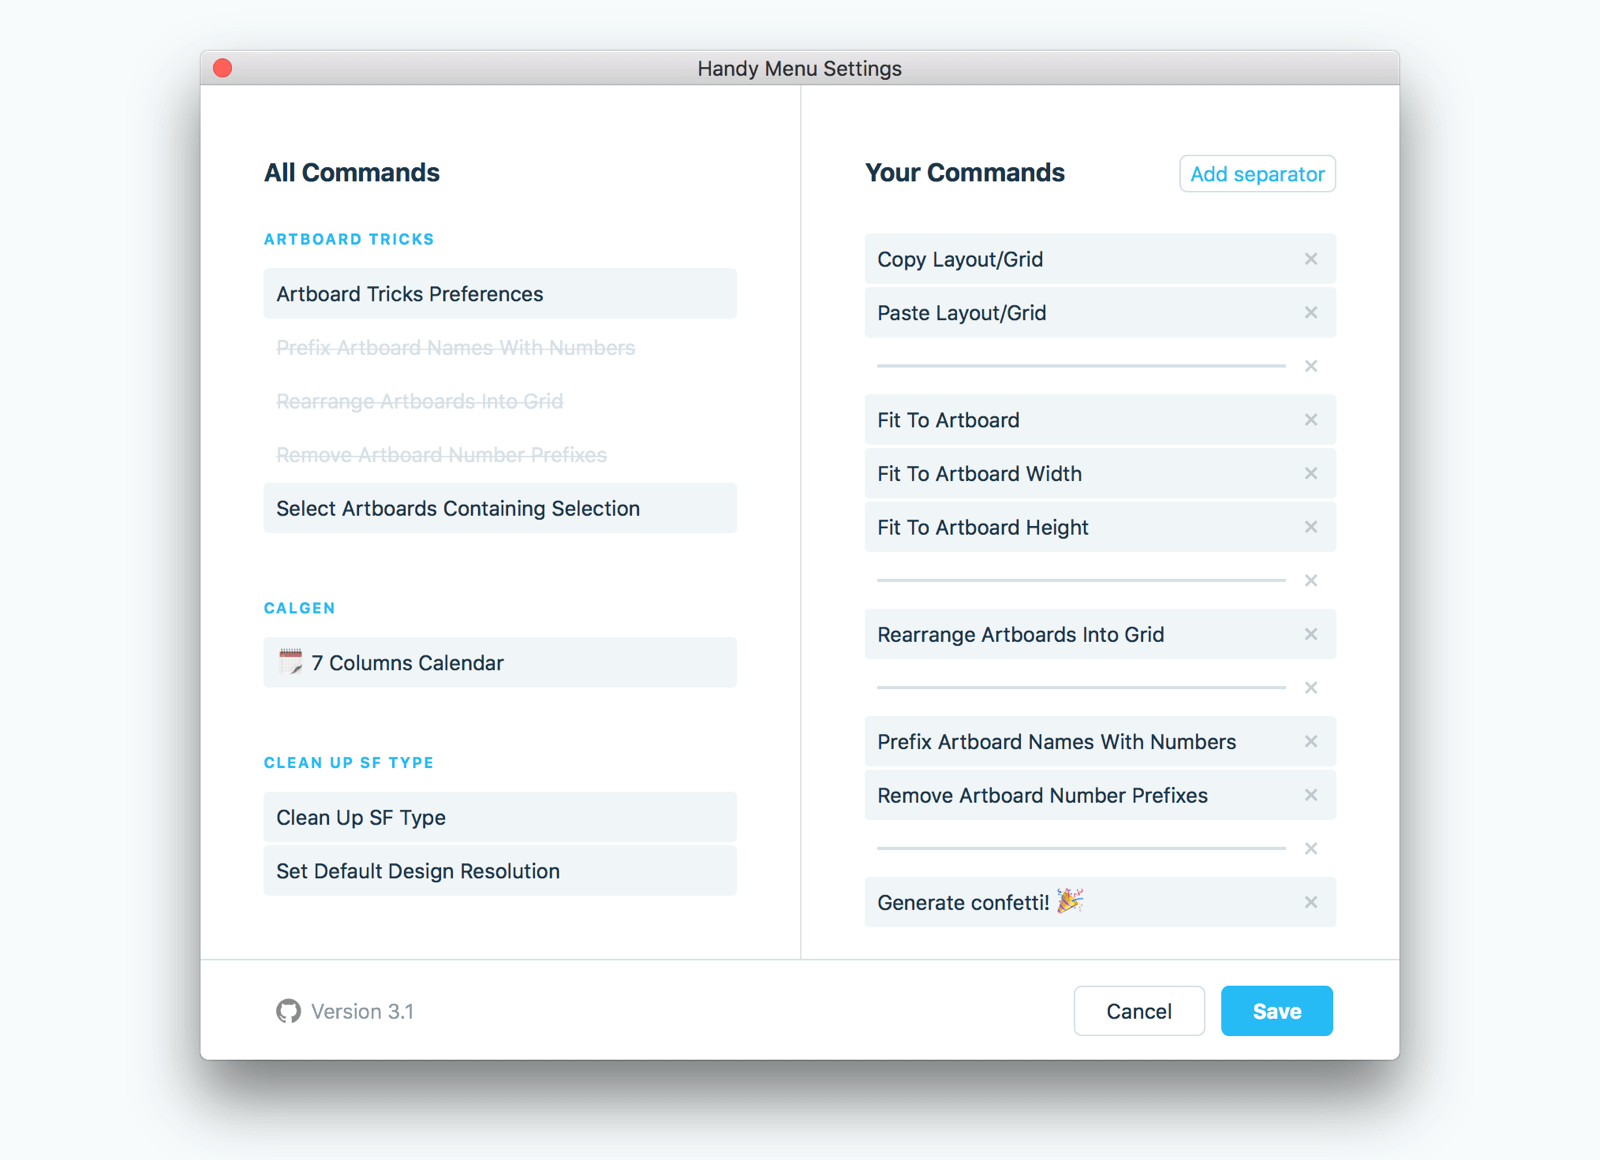 Handy Menu Settings
All Commands
ARTBOARD TRICKS
Artboard Tricks Preferences
Prefix Artboard Names With Numbers
Rearrange Artboards Into Grid
Remove Artboard Number Prefixes
Select Artboards Containing Selection
CALGEN
7 Columns Calendar
CLEAN UP SF TYPE
Clean Up SF Type
Set Default Design Resolution
Your Commands
Add separator
Copy Layout/Grid
Paste Layout/Grid
Fit To Artboard
Fit To Artboard Width
Fit To Artboard Height
Rearrange Artboards Into Grid
Prefix Artboard Names With Numbers
Remove Artboard Number Prefixes
Generate confetti! 🎉
Version 3.1
Cancel
Save